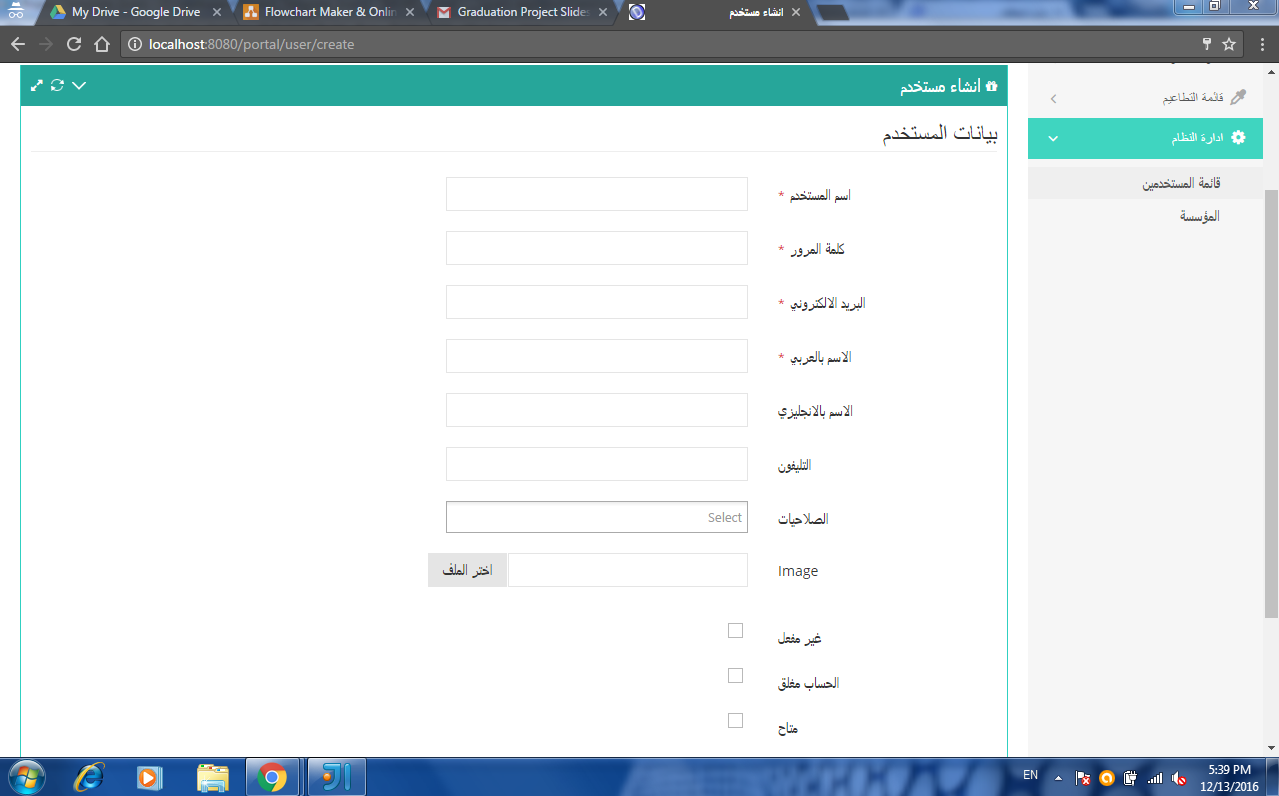 My Drive - Google Drive
Flowchart Maker & Onlin
Graduation Project Slides
انشاء مستخدم
localhost:8080/portal/user/create
انشاء مستخدم
قائمة التطاعيم
ادارة النظام
قائمة المستخدمين
المؤسسة
بيانات المستخدم
اسم المستخدم *
كلمة المرور *
البريد الالكتروني *
الاسم بالعربي *
الاسم بالانجليزي
التليفون
الصلاحيات
Select
Image
اختر الملف
غير مفعل
الحساب مغلق
متاح
EN
5:39 PM
12/13/2016